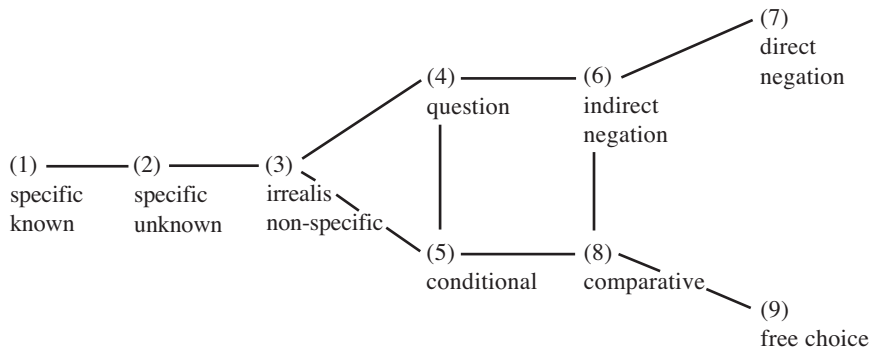 (7)
direct
negation
(4)
question
(6)
indirect
negation
(1)
specific
known
(2)
specific
unknown
(3)
irrealis
non-specific
(5)
conditional
(8)
comparative
(9)
free choice